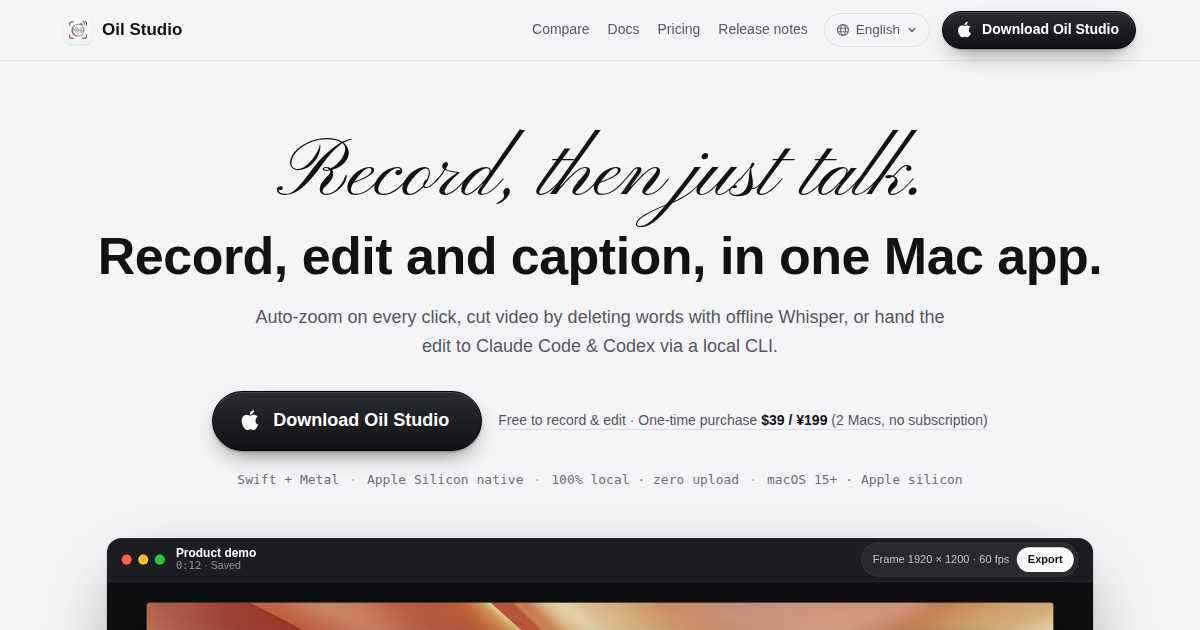 Oil Studio
Compare
Docs
Pricing
Release notes
English
Download Oil Studio
Record, then just talk.
Record, edit and caption, in one Mac app.
Auto-zoom on every click, cut video by deleting words with offline Whisper, or hand the
edit to Claude Code & Codex via a local CLI.
Download Oil Studio
Free to record & edit · One-time purchase $39 / ¥199 (2 Macs, no subscription)
Swift + Metal · Apple Silicon native · 100% local · zero upload · macOS 15+ · Apple silicon
Product demo
0:12 · Saved
Frame 1920 × 1200 · 60 fps
Export